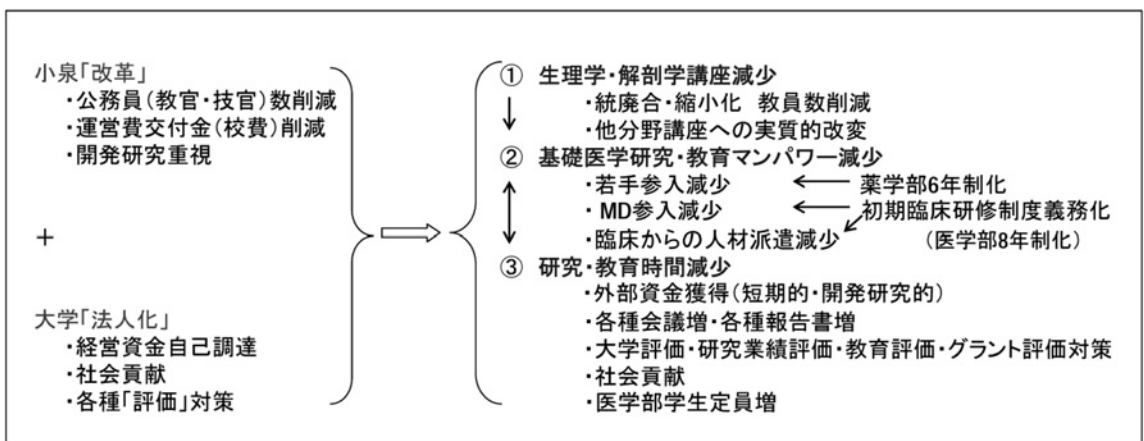 小泉「改革」
・公務員(教官・技官)数削減
・運営費交付金(校費)削減
・開発研究重視
+
大学「法人化」
・経営資金自己調達
・社会貢献
・各種「評価」対策
① 生理学・解剖学講座減少
・統廃合・縮小化 教員数削減
・他分野講座への実質的改変
② 基礎医学研究・教育マンパワー減少
・若手参入減少 ← 薬学部6年制化
・MD参入減少 ← 初期臨床研修制度義務化
・臨床からの人材派遣減少 (医学部8年制化)
③ 研究・教育時間減少
・外部資金獲得(短期的・開発研究的)
・各種会議増・各種報告書増
・大学評価・研究業績評価・教育評価・グラント評価対策
・社会貢献
・医学部学生定員増